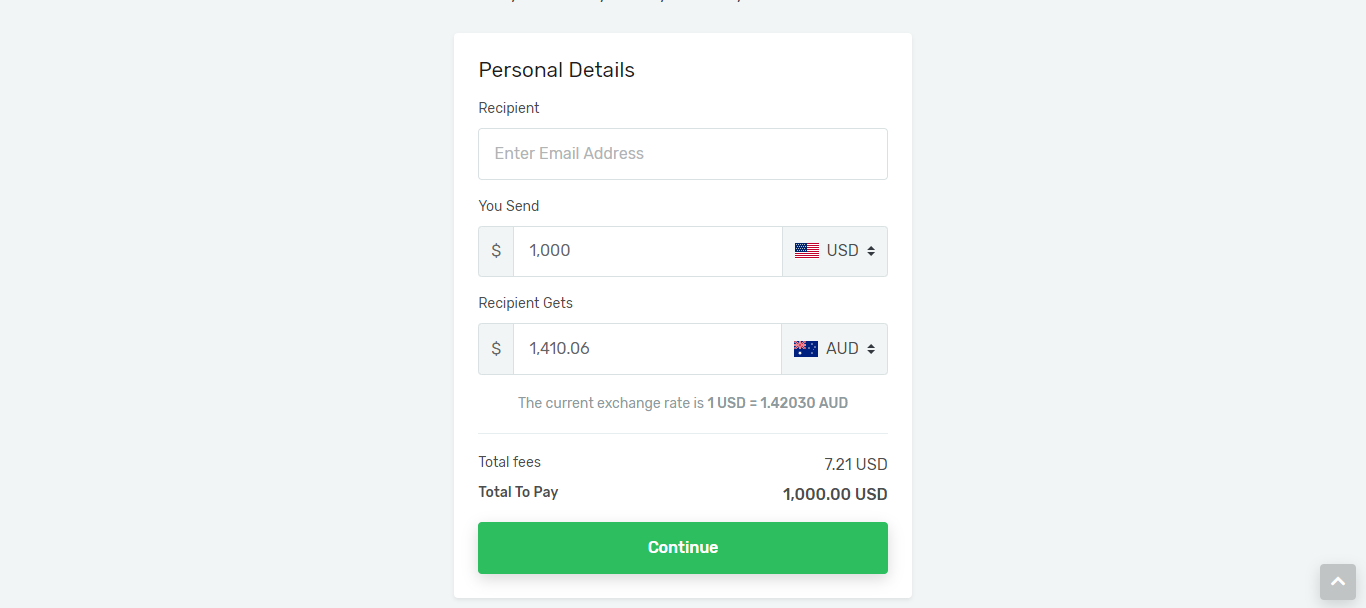 Personal Details
Recipient
Enter Email Address
You Send
$ 1,000 USD
Recipient Gets
$ 1,410.06 AUD
The current exchange rate is 1 USD = 1.42030 AUD
Total fees 7.21 USD
Total To Pay 1,000.00 USD
Continue